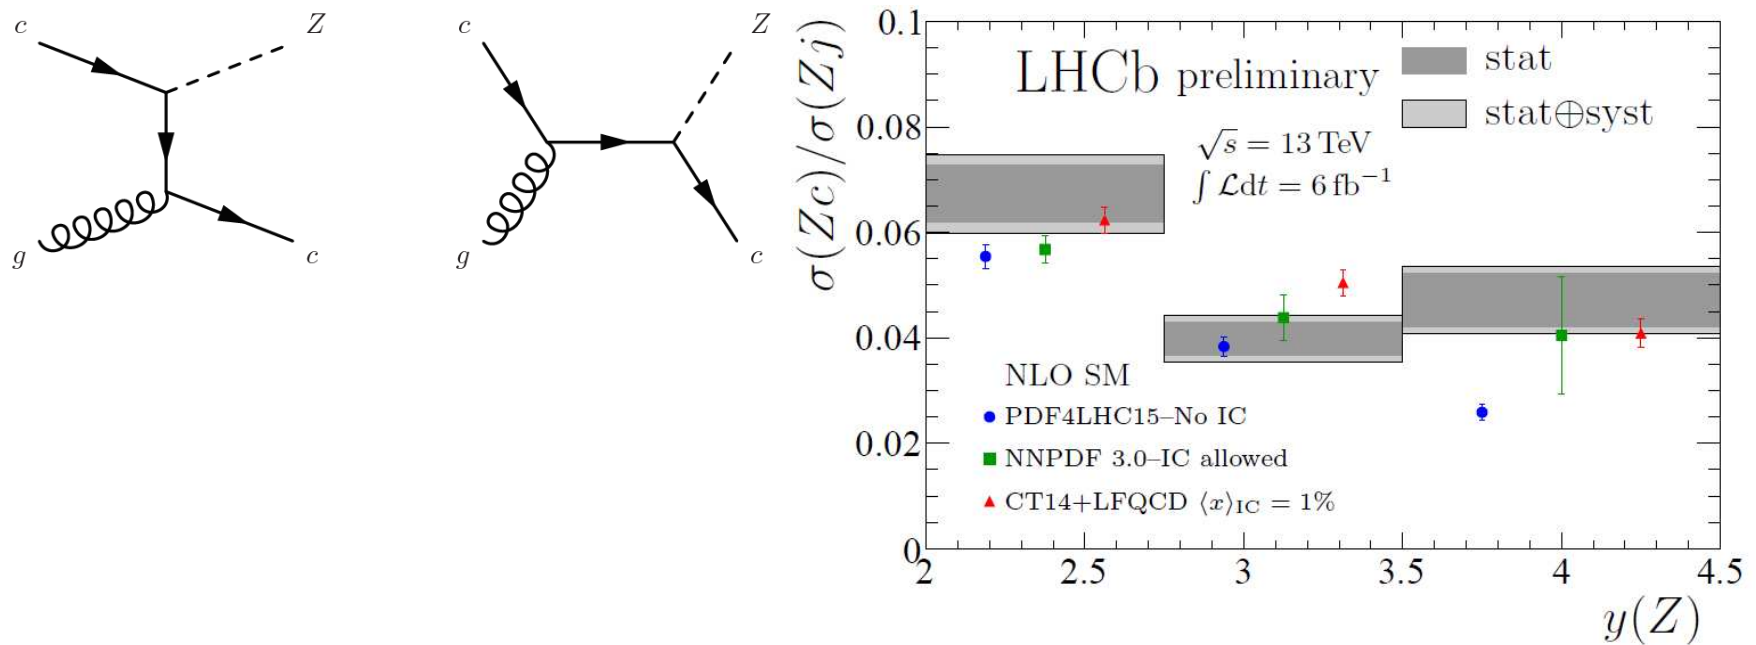 c
Z
g
c
c
Z
g
c
σ(Zc)/σ(Zj)
0.1
0.08
0.06
0.04
0.02
0
LHCb preliminary
stat
stat⊕syst
√s = 13 TeV
∫ ℒdt = 6 fb⁻¹
NLO SM
PDF4LHC15–No IC
NNPDF 3.0–IC allowed
CT14+LFQCD ⟨x⟩IC = 1%
2
2.5
3
3.5
4
4.5
y(Z)